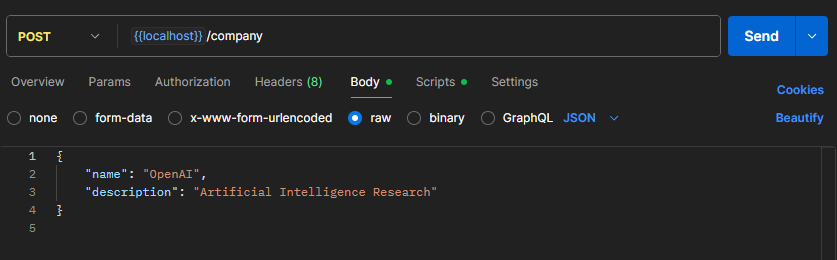 POST {{localhost}} /company Send
Overview Params Authorization Headers (8) Body Scripts Settings Cookies
none form-data x-www-form-urlencoded raw binary GraphQL JSON Beautify
1 {
2 "name": "OpenAI",
3 "description": "Artificial Intelligence Research"
4 }
5